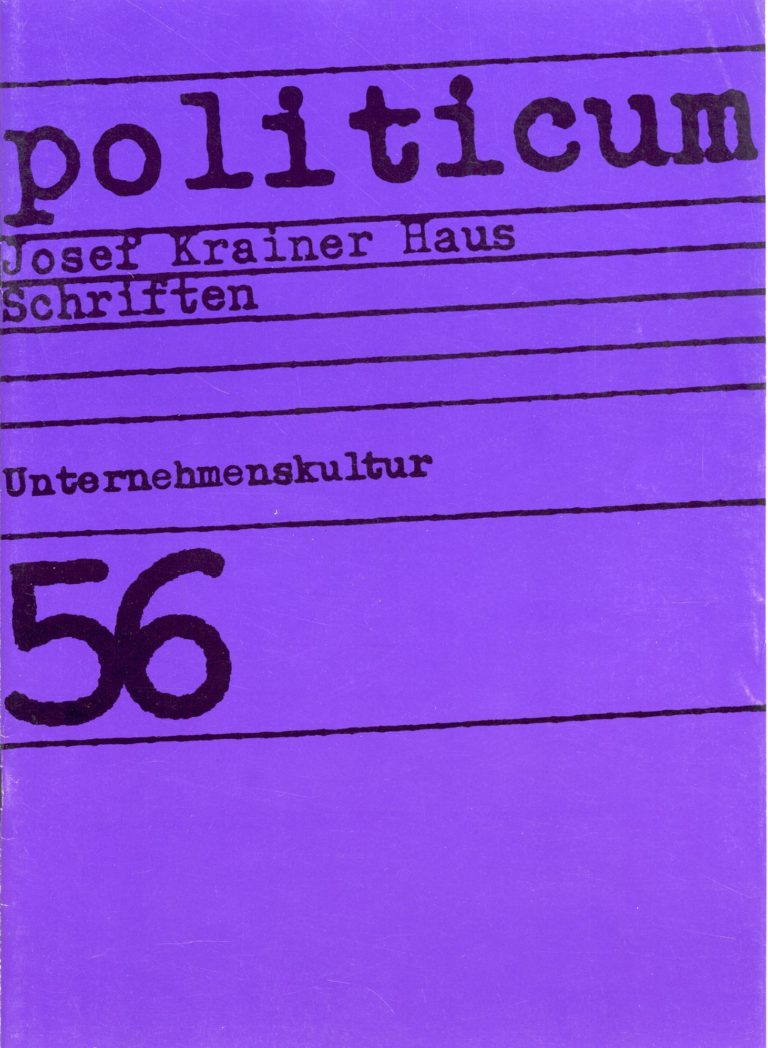 politicum
Josef Krainer Haus
Schriften
Unternehmenskultur
56